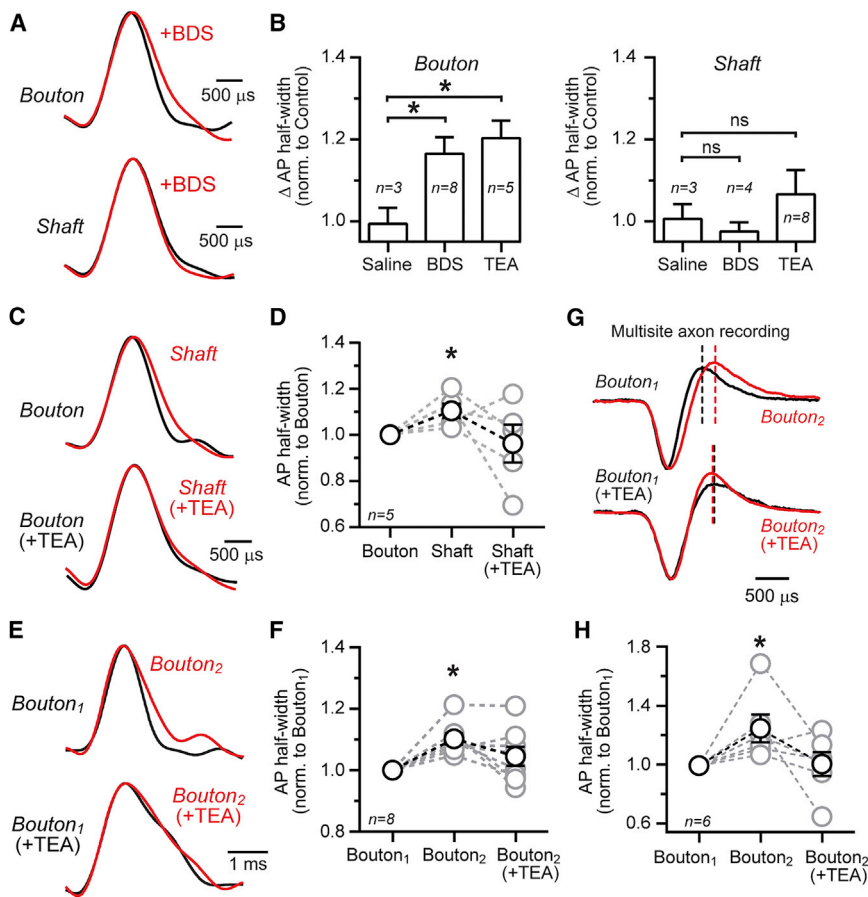 A
+BDS
Bouton
500 µs
+BDS
Shaft
500 µs
B
Bouton
Δ AP half-width
(norm. to Control)
1.4
1.2
1.0
*
*
n=3
n=8
n=5
Saline
BDS
TEA
Shaft
Δ AP half-width
(norm. to Control)
1.4
1.2
1.0
ns
ns
n=3
n=4
n=8
Saline
BDS
TEA
C
Shaft
Bouton
Bouton
(+TEA)
Shaft
(+TEA)
500 µs
D
AP half-width
(norm. to Bouton)
1.4
1.2
1.0
0.8
0.6
*
n=5
Bouton
Shaft
Shaft
(+TEA)
G
Multisite axon recording
Bouton₁
Bouton₂
Bouton₁
(+TEA)
Bouton₂
(+TEA)
500 µs
E
Bouton₂
Bouton₁
Bouton₂
(+TEA)
Bouton₁
(+TEA)
1 ms
F
AP half-width
(norm. to Bouton₁)
1.4
1.2
1.0
0.8
*
n=8
Bouton₁
Bouton₂
Bouton₂
(+TEA)
H
AP half-width
(norm. to Bouton₁)
1.8
1.4
1.0
0.6
*
n=6
Bouton₁
Bouton₂
Bouton₂
(+TEA)